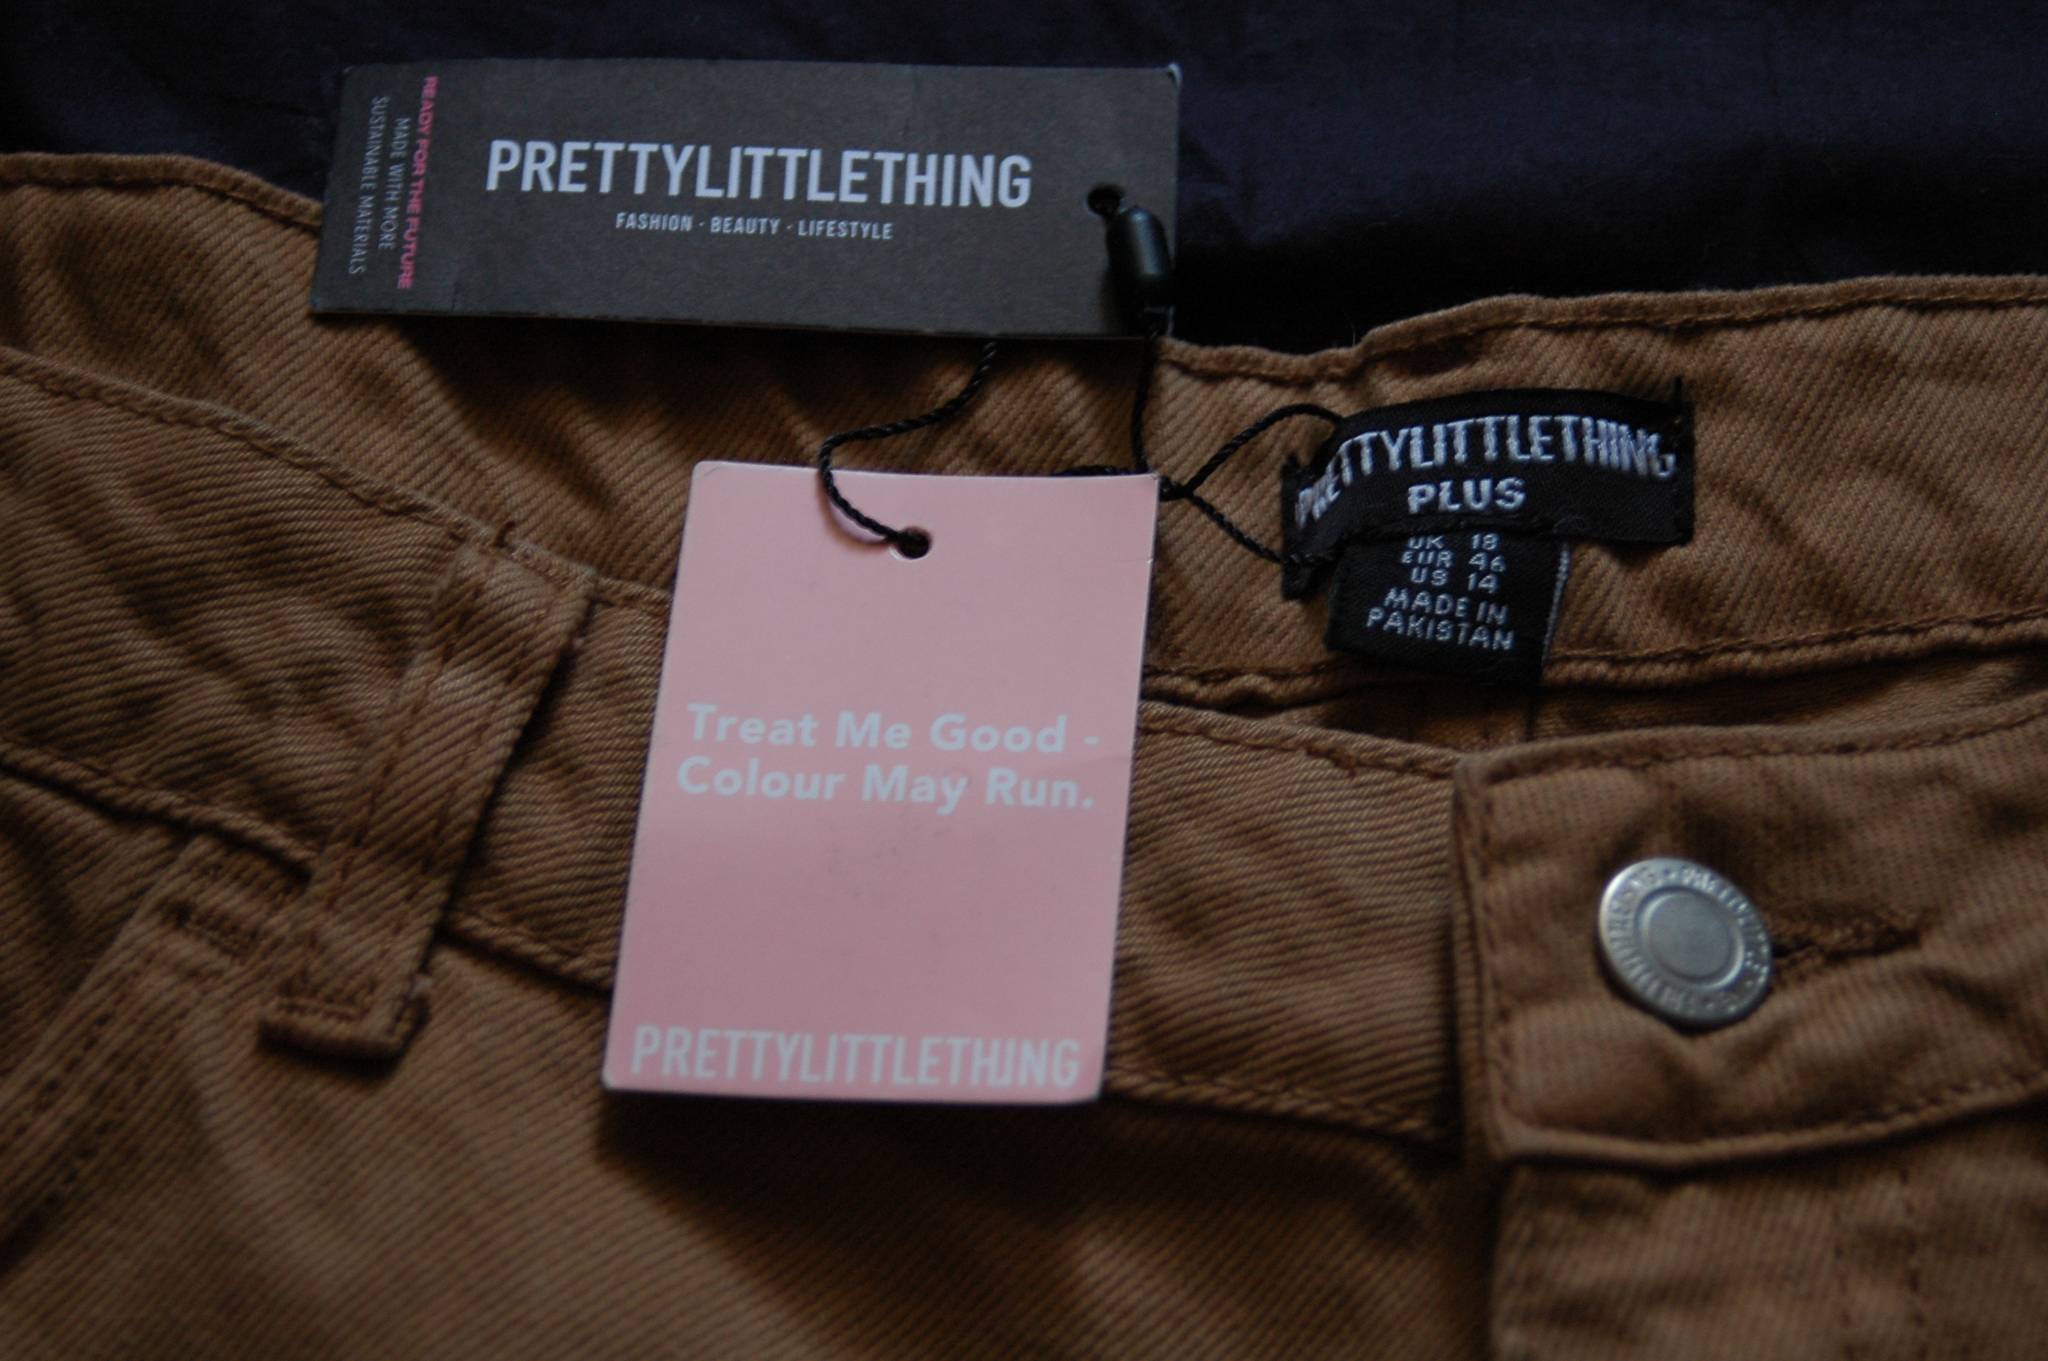 PRETTYLITTLETHING
FASHION · BEAUTY · LIFESTYLE
READY FOR THE FUTURE
MADE WITH MORE
SUSTAINABLE MATERIALS
PRETTYLITTLETHING
PLUS
UK 18
EUR 46
US 14
MADE IN
PAKISTAN
Treat Me Good -
Colour May Run.
PRETTYLITTLETHING